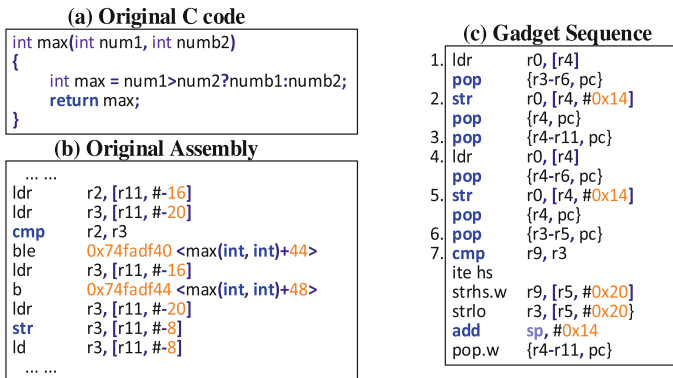 (a) Original C code
int max(int num1, int numb2)
{
int max = num1>num2?numb1:numb2;
return max;
}
(b) Original Assembly
... ...
ldr r2, [r11, #-16]
ldr r3, [r11, #-20]
cmp r2, r3
ble 0x74fadf40 <max(int, int)+44>
ldr r3, [r11, #-16]
b 0x74fadf44 <max(int, int)+48>
ldr r3, [r11, #-20]
str r3, [r11, #-8]
ld r3, [r11, #-8]
... ...
(c) Gadget Sequence
1. ldr r0, [r4]
pop {r3-r6, pc}
2. str r0, [r4, #0x14]
pop {r4, pc}
3. pop {r4-r11, pc}
4. ldr r0, [r4]
pop {r4-r6, pc}
5. str r0, [r4, #0x14]
pop {r4, pc}
6. pop {r3-r5, pc}
7. cmp r9, r3
ite hs
strhs.w r9, [r5, #0x20]
strlo r3, [r5, #0x20}
add sp, #0x14
pop.w {r4-r11, pc}